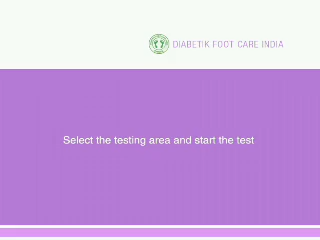 DIABETIK FOOT CARE INDIA
Select the testing area and start the test